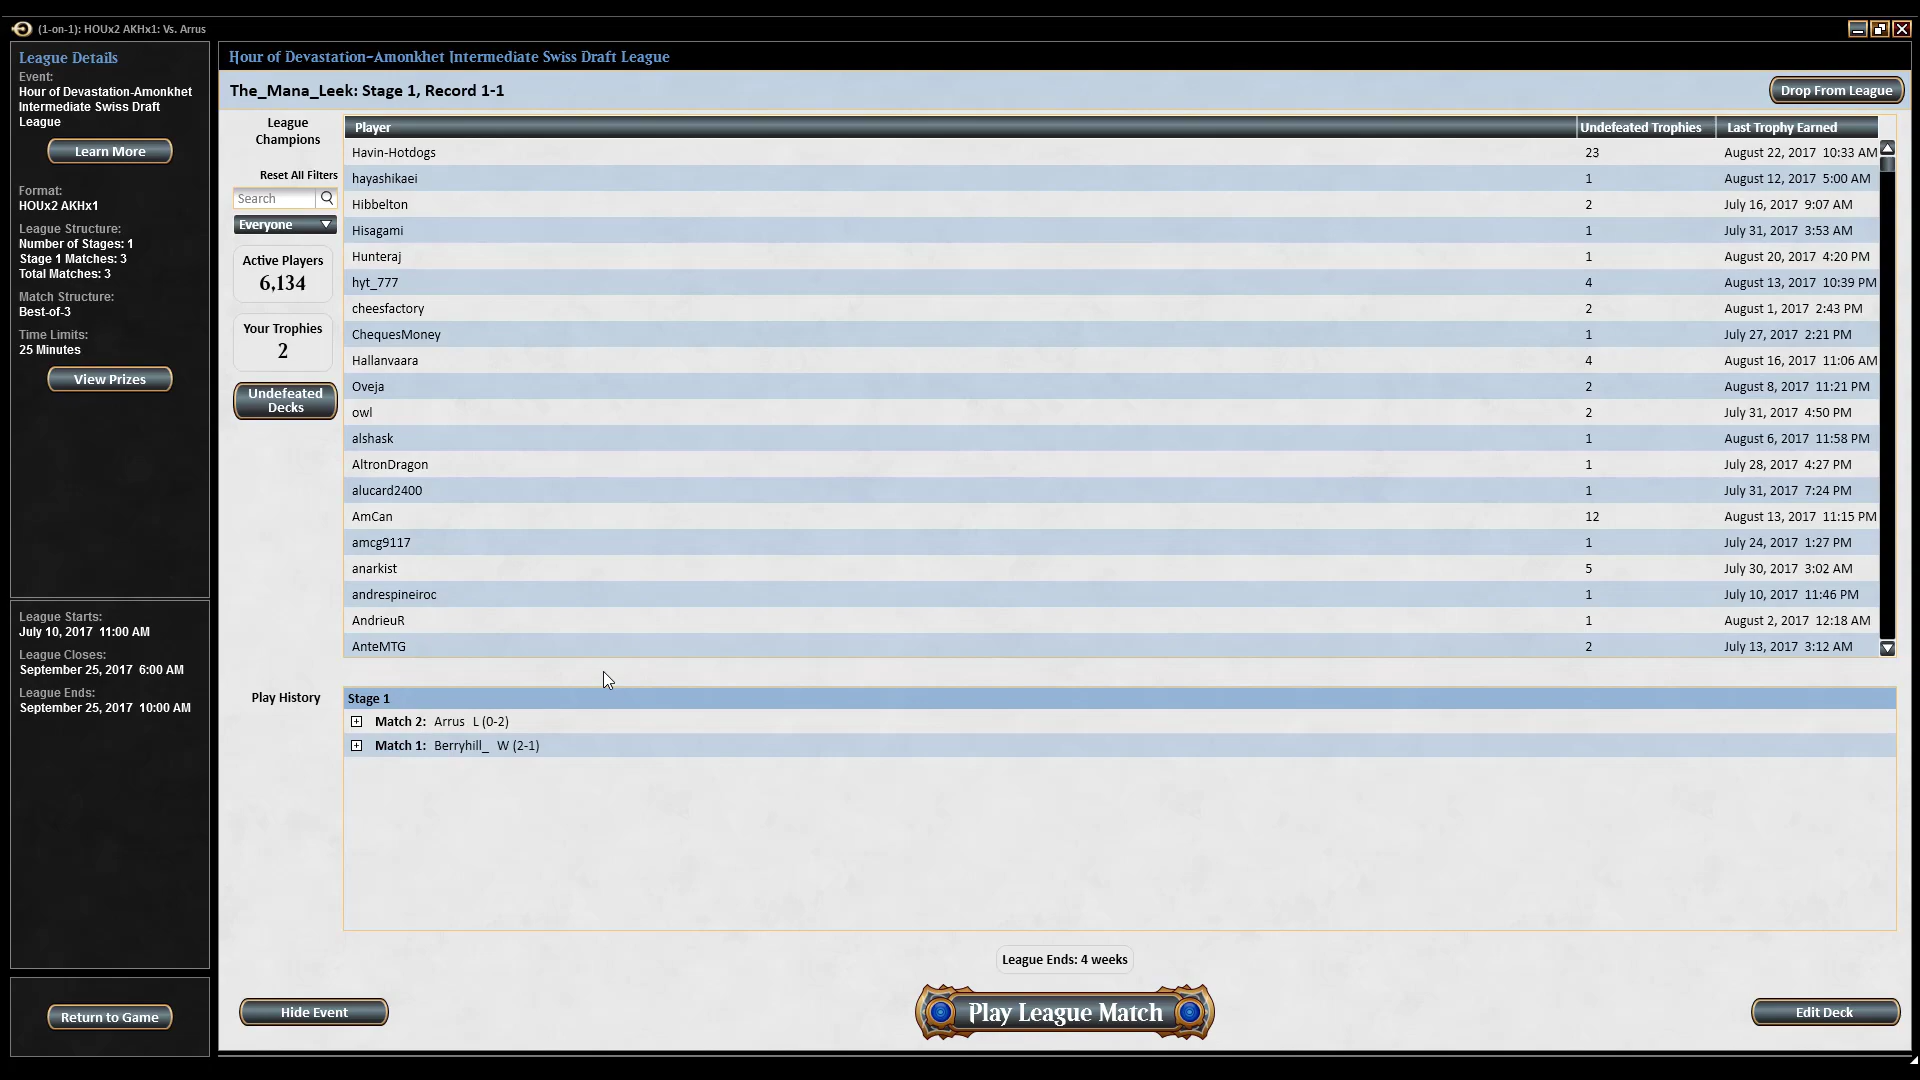 (1-on-1): HOUx2 AKHx1: Vs. Arrus
League Details
Event:
Hour of Devastation-Amonkhet
Intermediate Swiss Draft
League
Learn More
Format:
HOUx2 AKHx1
League Structure:
Number of Stages: 1
Stage 1 Matches: 3
Total Matches: 3
Match Structure:
Best-of-3
Time Limits:
25 Minutes
View Prizes
League Starts:
July 10, 2017 11:00 AM
League Closes:
September 25, 2017 6:00 AM
League Ends:
September 25, 2017 10:00 AM
Return to Game
Hour of Devastation-Amonkhet Intermediate Swiss Draft League
The_Mana_Leek: Stage 1, Record 1-1
Drop From League
League
Champions
Reset All Filters
Search
Everyone
Active Players
6,134
Your Trophies
2
Undefeated
Decks
Player Undefeated Trophies Last Trophy Earned
Havin-Hotdogs 23 August 22, 2017 10:33 AM
hayashikaei 1 August 12, 2017 5:00 AM
Hibbelton 2 July 16, 2017 9:07 AM
Hisagami 1 July 31, 2017 3:53 AM
Hunteraj 1 August 20, 2017 4:20 PM
hyt_777 4 August 13, 2017 10:39 PM
cheesfactory 2 August 1, 2017 2:43 PM
ChequesMoney 1 July 27, 2017 2:21 PM
Hallanvaara 4 August 16, 2017 11:06 AM
Oveja 2 August 8, 2017 11:21 PM
owl 2 July 31, 2017 4:50 PM
alshask 1 August 6, 2017 11:58 PM
AltronDragon 1 July 28, 2017 4:27 PM
alucard2400 1 July 31, 2017 7:24 PM
AmCan 12 August 13, 2017 11:15 PM
amcg9117 1 July 24, 2017 1:27 PM
anarkist 5 July 30, 2017 3:02 AM
andrespineiroc 1 July 10, 2017 11:46 PM
AndrieuR 1 August 2, 2017 12:18 AM
AnteMTG 2 July 13, 2017 3:12 AM
Play History
Stage 1
Match 2: Arrus L (0-2)
Match 1: Berryhill_ W (2-1)
League Ends: 4 weeks
Hide Event
Play League Match
Edit Deck